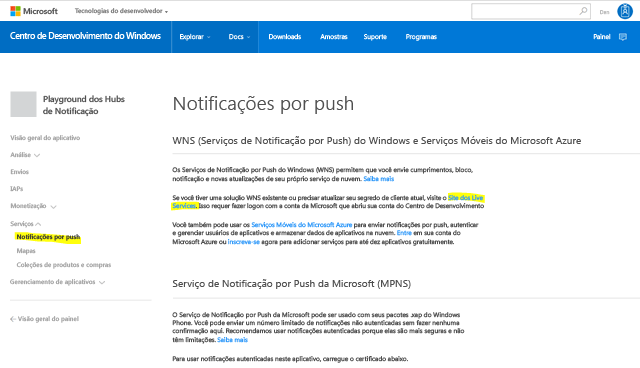 Microsoft
Tecnologias do desenvolvedor
Dev
Centro de Desenvolvimento do Windows
Explorar
Docs
Downloads
Amostras
Suporte
Programas
Painel
Playground dos Hubs
de Notificação
Visão geral do aplicativo
Análise
Envios
IAPs
Monetização
Serviços
Notificações por push
Mapas
Coleções de produtos e compras
Gerenciamento de aplicativos
Visão geral do painel
Notificações por push
WNS (Serviços de Notificação por Push) do Windows e Serviços Móveis do Microsoft Azure
Os Serviços de Notificação por Push do Windows (WNS) permitem que você envie cumprimentos, bloco,
notificação e novas atualizações de seu próprio serviço de nuvem. Saiba mais
Se você tiver uma solução WNS existente ou precisar atualizar seu segredo de cliente atual, visite o Site dos Live
Services. Isso requer fazer logon com a conta da Microsoft que abriu sua conta do Centro de Desenvolvimento
Você também pode usar os Serviços Móveis do Microsoft Azure para enviar notificações por push, autenticar
e gerenciar usuários de aplicativos e armazenar dados de aplicativos na nuvem. Entre em sua conta do
Microsoft Azure ou inscreva-se agora para adicionar serviços para até dez aplicativos gratuitamente.
Serviço de Notificação por Push da Microsoft (MPNS)
O Serviço de Notificação por Push da Microsoft pode ser usado com seus pacotes .xap do Windows
Phone. Você pode enviar um número limitado de notificações não autenticadas sem fazer nenhuma
confirmação aqui. Recomendamos usar notificações autenticadas porque elas são mais seguras e não
têm limitações. Saiba mais
Para usar notificações autenticadas neste aplicativo, carregue o certificado abaixo.